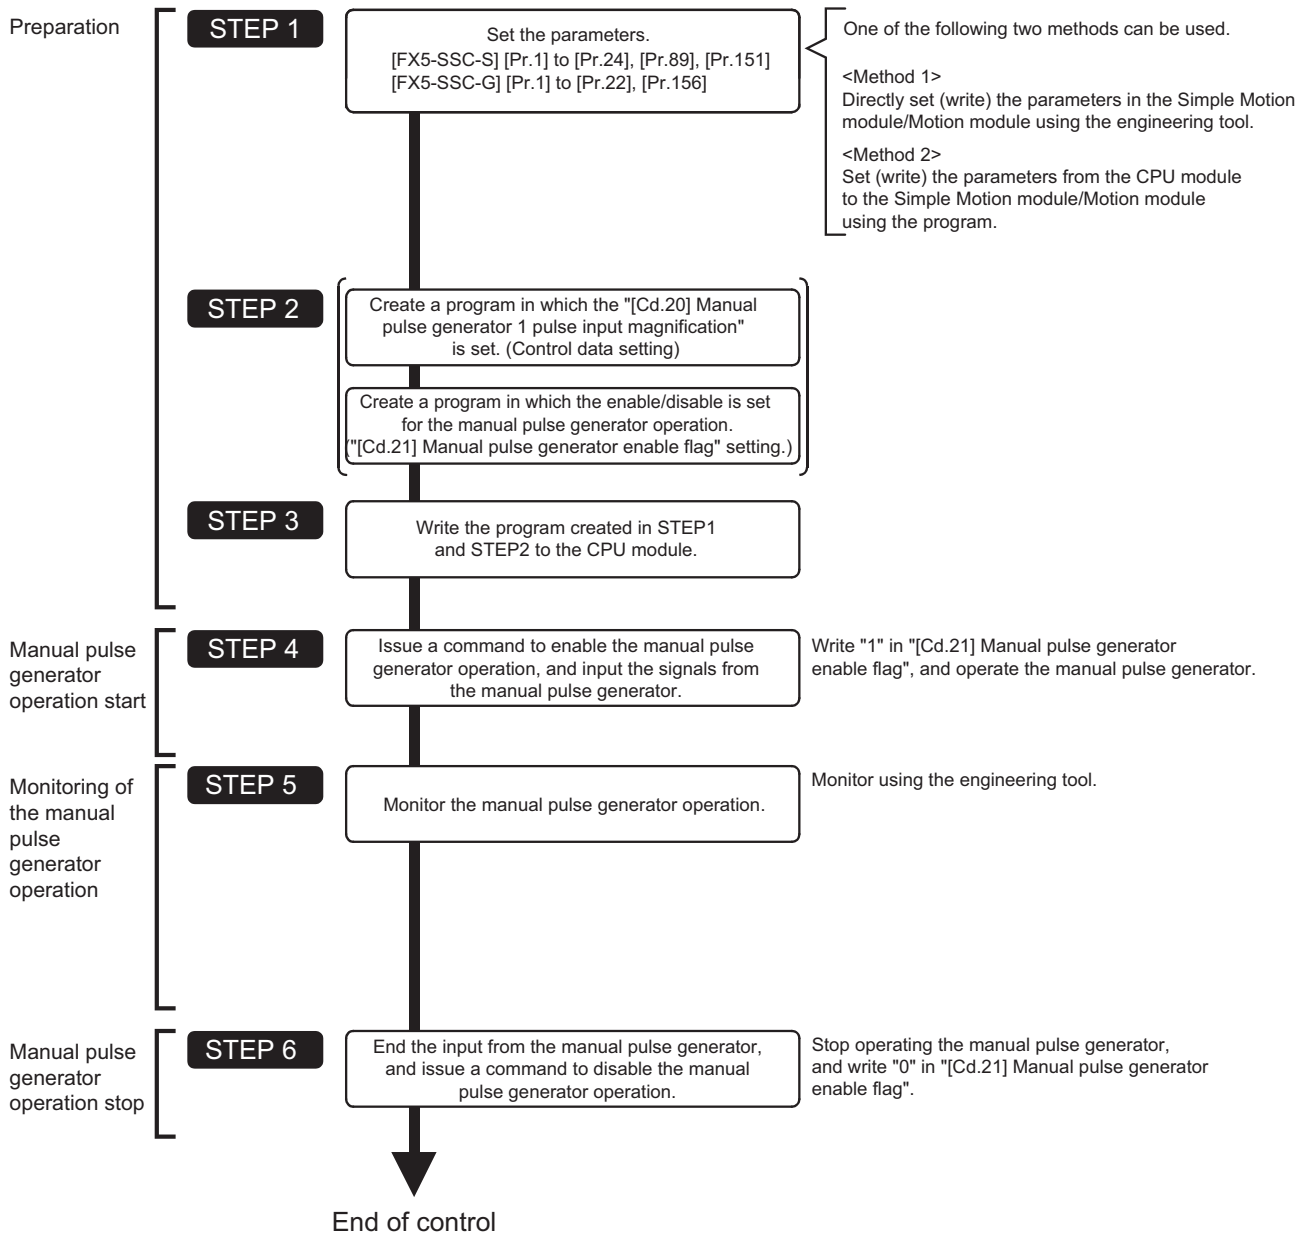 Preparation
STEP 1
Set the parameters.
[FX5-SSC-S] [Pr.1] to [Pr.24], [Pr.89], [Pr.151]
[FX5-SSC-G] [Pr.1] to [Pr.22], [Pr.156]
One of the following two methods can be used.
<Method 1>
Directly set (write) the parameters in the Simple Motion
module/Motion module using the engineering tool.
<Method 2>
Set (write) the parameters from the CPU module
to the Simple Motion module/Motion module
using the program.
STEP 2
Create a program in which the "[Cd.20] Manual
pulse generator 1 pulse input magnification"
is set. (Control data setting)
Create a program in which the enable/disable is set
for the manual pulse generator operation.
("[Cd.21] Manual pulse generator enable flag" setting.)
STEP 3
Write the program created in STEP1
and STEP2 to the CPU module.
Manual pulse
generator
operation start
STEP 4
Issue a command to enable the manual pulse
generator operation, and input the signals from
the manual pulse generator.
Write "1" in "[Cd.21] Manual pulse generator
enable flag", and operate the manual pulse generator.
Monitoring of
the manual
pulse
generator
operation
STEP 5
Monitor the manual pulse generator operation.
Monitor using the engineering tool.
Manual pulse
generator
operation stop
STEP 6
End the input from the manual pulse generator,
and issue a command to disable the manual
pulse generator operation.
Stop operating the manual pulse generator,
and write "0" in "[Cd.21] Manual pulse generator
enable flag".
End of control